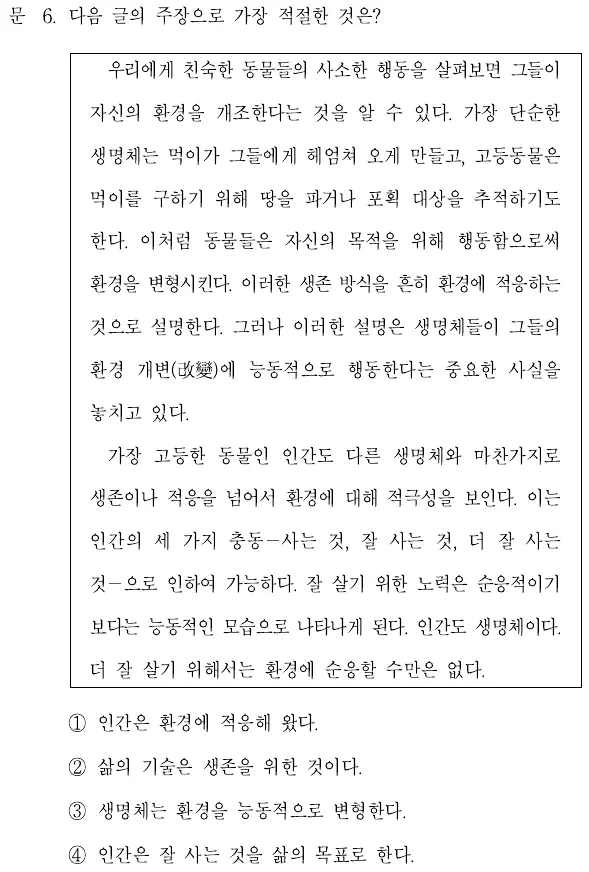 문 6. 다음 글의 주장으로 가장 적절한 것은?
우리에게 친숙한 동물들의 사소한 행동을 살펴보면 그들이
자신의 환경을 개조한다는 것을 알 수 있다. 가장 단순한
생명체는 먹이가 그들에게 헤엄쳐 오게 만들고, 고등동물은
먹이를 구하기 위해 땅을 파거나 포획 대상을 추적하기도
한다. 이처럼 동물들은 자신의 목적을 위해 행동함으로써
환경을 변형시킨다. 이러한 생존 방식을 흔히 환경에 적응하는
것으로 설명한다. 그러나 이러한 설명은 생명체들이 그들의
환경 개변(改變)에 능동적으로 행동한다는 중요한 사실을
놓치고 있다.
가장 고등한 동물인 인간도 다른 생명체와 마찬가지로
생존이나 적응을 넘어서 환경에 대해 적극성을 보인다. 이는
인간의 세 가지 충동－사는 것, 잘 사는 것, 더 잘 사는
것－으로 인하여 가능하다. 잘 살기 위한 노력은 순응적이기
보다는 능동적인 모습으로 나타나게 된다. 인간도 생명체이다.
더 잘 살기 위해서는 환경에 순응할 수만은 없다.
① 인간은 환경에 적응해 왔다.
② 삶의 기술은 생존을 위한 것이다.
③ 생명체는 환경을 능동적으로 변형한다.
④ 인간은 잘 사는 것을 삶의 목표로 한다.